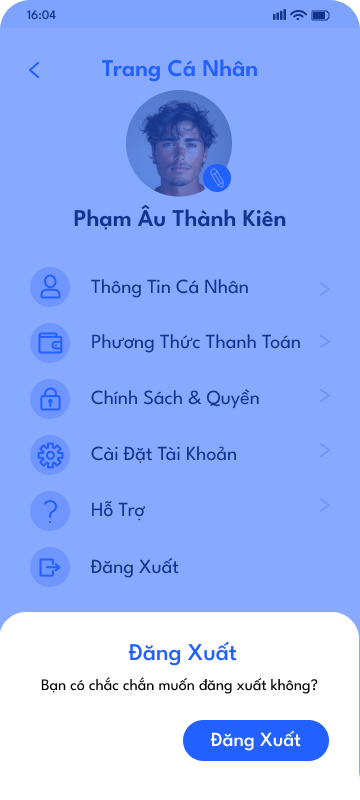 16:04
Trang Cá Nhân
Phạm Âu Thành Kiên
Thông Tin Cá Nhân
Phương Thức Thanh Toán
Chính Sách & Quyền
Cài Đặt Tài Khoản
Hỗ Trợ
Đăng Xuất
Đăng Xuất
Bạn có chắc chắn muốn đăng xuất không?
Đăng Xuất